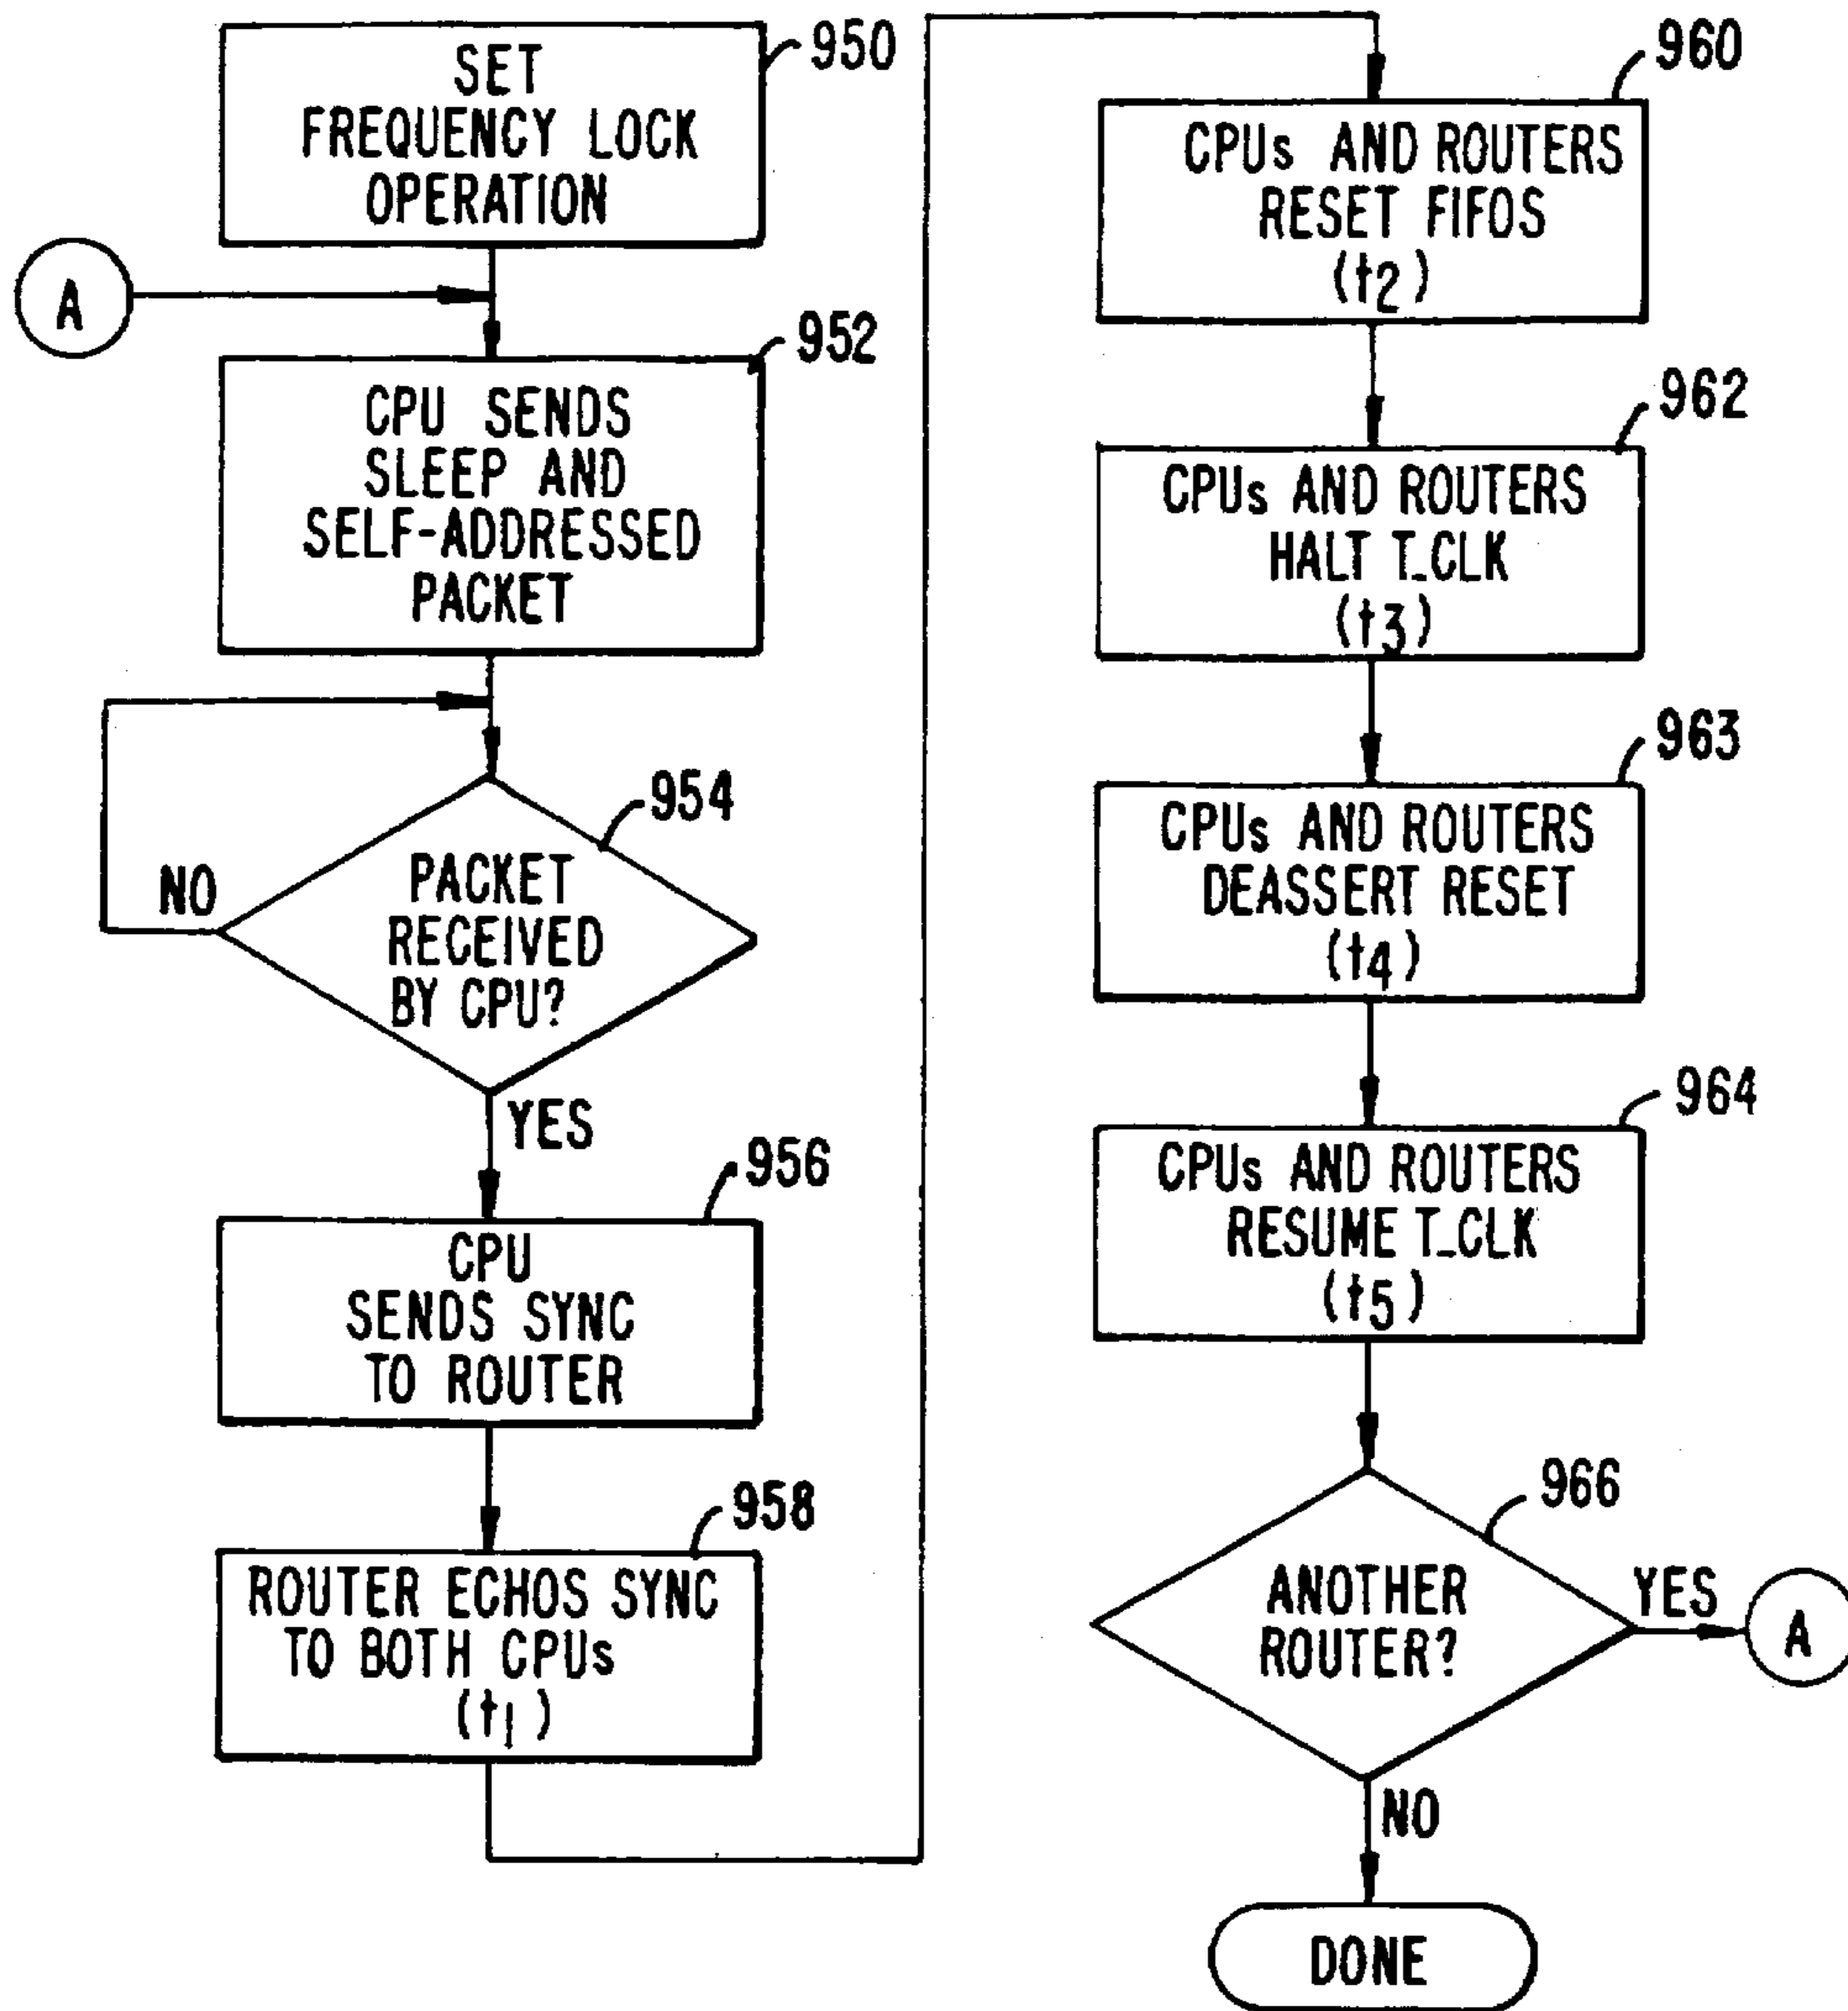 950
SET
FREQUENCY LOCK
OPERATION
A
952
CPU SENDS
SLEEP AND
SELF-ADDRESSED
PACKET
954
NO
PACKET
RECEIVED
BY CPU?
YES
956
CPU
SENDS SYNC
TO ROUTER
958
ROUTER ECHOS SYNC
TO BOTH CPUs
(t1)
960
CPUs AND ROUTERS
RESET FIFOS
(t2)
962
CPUs AND ROUTERS
HALT T_CLK
(t3)
963
CPUs AND ROUTERS
DEASSERT RESET
(t4)
964
CPUs AND ROUTERS
RESUME T_CLK
(t5)
966
ANOTHER
ROUTER?
YES
A
NO
DONE